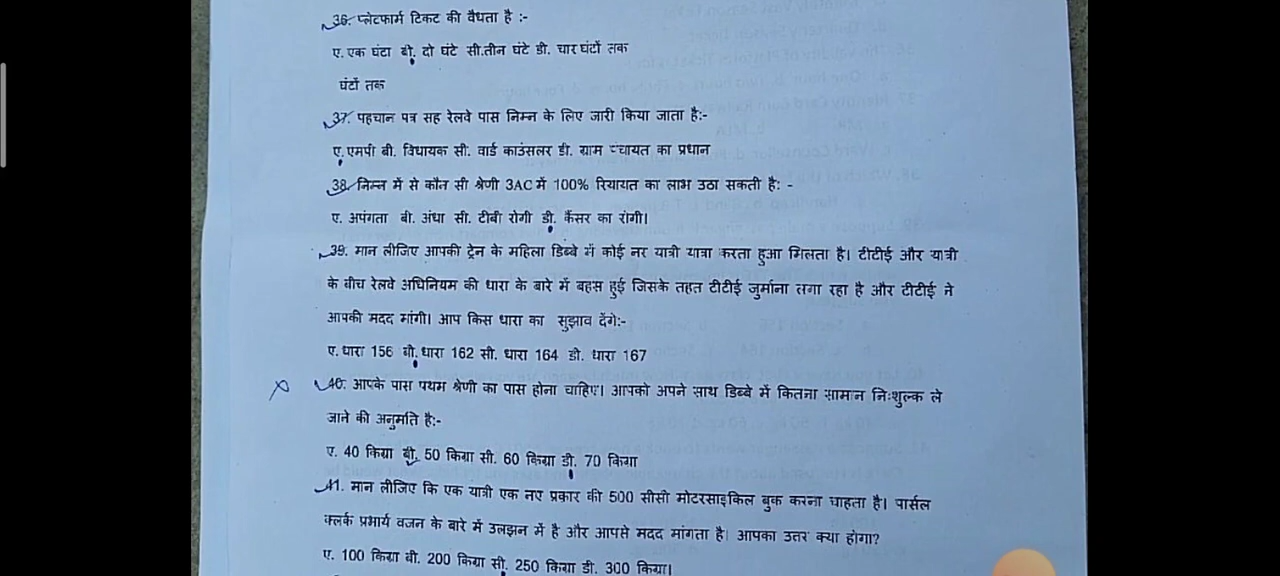 36. प्लेटफार्म टिकट की वैधता है :-
ए. एक घंटा बी. दो घंटे सी.तीन घंटे डी. चार घंटों तक
घंटों तक
37. पहचान पत्र सह रेलवे पास निम्न के लिए जारी किया जाता है:-
ए. एमपी बी. विधायक सी. वार्ड काउंसलर डी. ग्राम पंचायत का प्रधान
38. निम्न में से कौन सी श्रेणी 3AC में 100% रियायत का लाभ उठा सकती है: -
ए. अपंगता बी. अंधा सी. टीबी रोगी डी. कैंसर का रोगी।
39. मान लीजिए आपकी ट्रेन के महिला डिब्बे में कोई नर यात्री यात्रा करता हुआ मिलता है। टीटीई और यात्री
के बीच रेलवे अधिनियम की धारा के बारे में बहस हुई जिसके तहत टीटीई जुर्माना लगा रहा है और टीटीई ने
आपकी मदद मांगी। आप किस धारा का सुझाव देंगे:-
ए. धारा 156 बी. धारा 162 सी. धारा 164 डी. धारा 167
40. आपके पास पथम श्रेणी का पास होना चाहिए। आपको अपने साथ डिब्बे में कितना सामान निःशुल्क ले
जाने की अनुमति है:-
ए. 40 किग्रा बी. 50 किग्रा सी. 60 किग्रा डी. 70 किग्रा
41. मान लीजिए कि एक यात्री एक नए प्रकार की 500 सीसी मोटरसाइकिल बुक करना चाहता है। पार्सल
क्लर्क प्रभार्य वजन के बारे में उलझन में है और आपसे मदद मांगता है। आपका उत्तर क्या होगा?
ए. 100 किग्रा बी. 200 किग्रा सी. 250 किग्रा डी. 300 किग्रा।